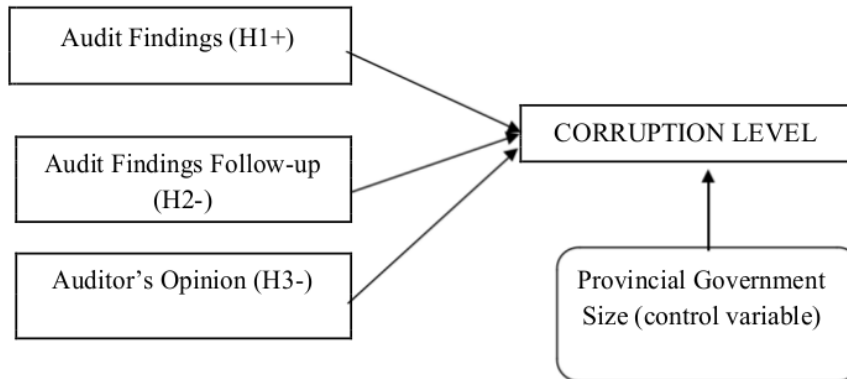 Audit Findings (H1+)
Audit Findings Follow-up
(H2-)
Auditor’s Opinion (H3-)
CORRUPTION LEVEL
Provincial Government
Size (control variable)